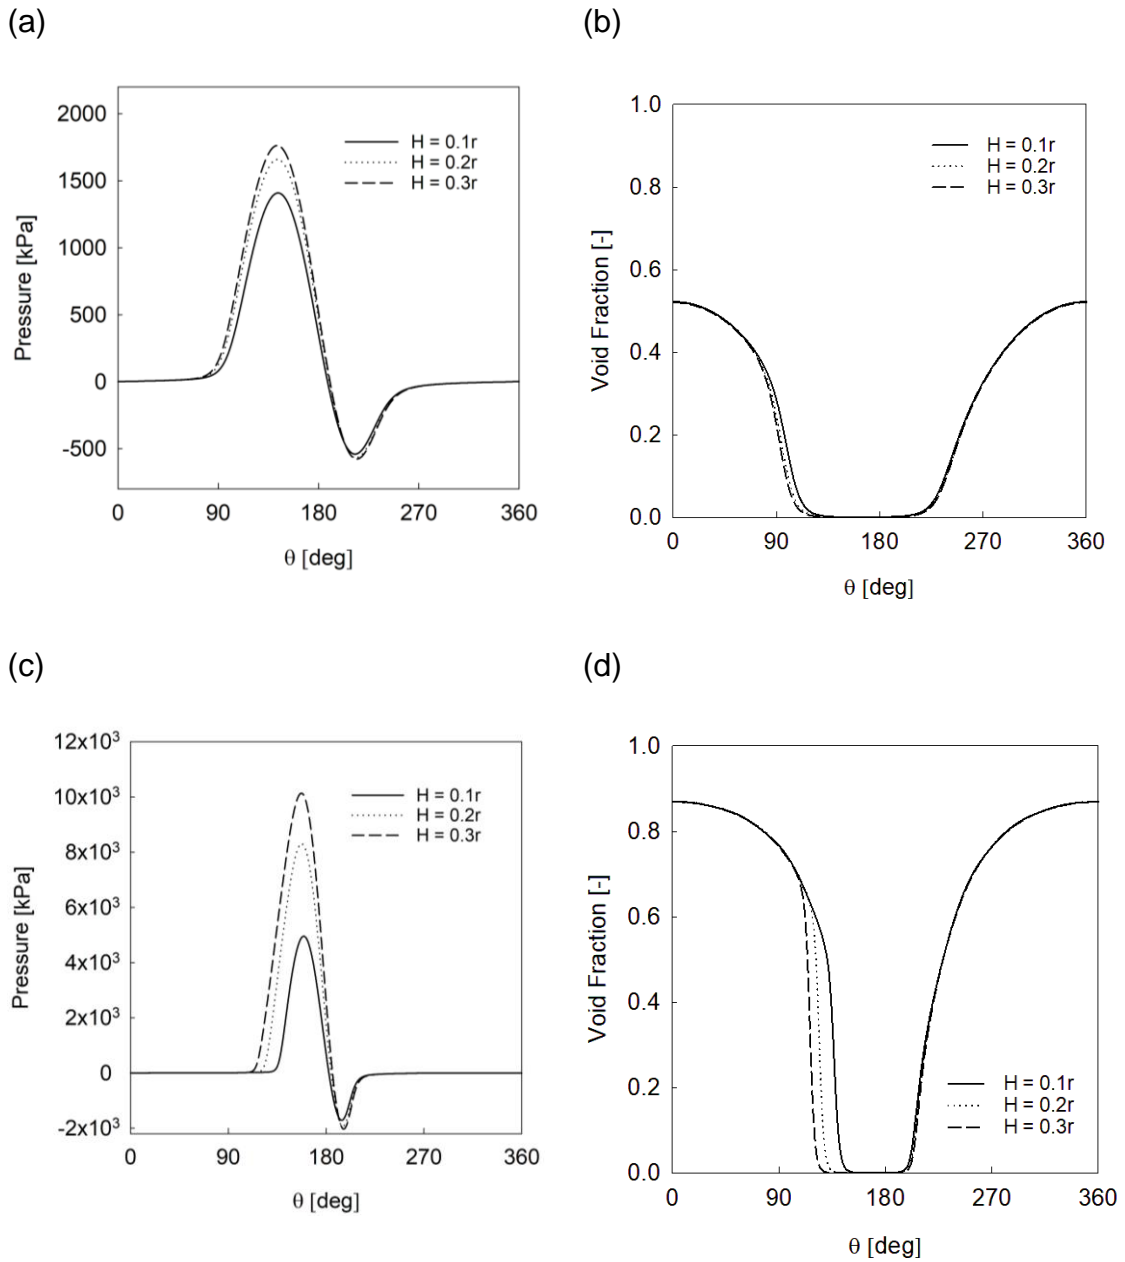 (a)
2000
1500
1000
500
0
-500
Pressure [kPa]
H = 0.1r
H = 0.2r
H = 0.3r
0 90 180 270 360
θ [deg]
(b)
1.0
0.8
0.6
0.4
0.2
0.0
Void Fraction [-]
H = 0.1r
H = 0.2r
H = 0.3r
0 90 180 270 360
θ [deg]
(c)
12x10³
10x10³
8x10³
6x10³
4x10³
2x10³
0
-2x10³
Pressure [kPa]
H = 0.1r
H = 0.2r
H = 0.3r
0 90 180 270 360
θ [deg]
(d)
1.0
0.8
0.6
0.4
0.2
0.0
Void Fraction [-]
H = 0.1r
H = 0.2r
H = 0.3r
0 90 180 270 360
θ [deg]